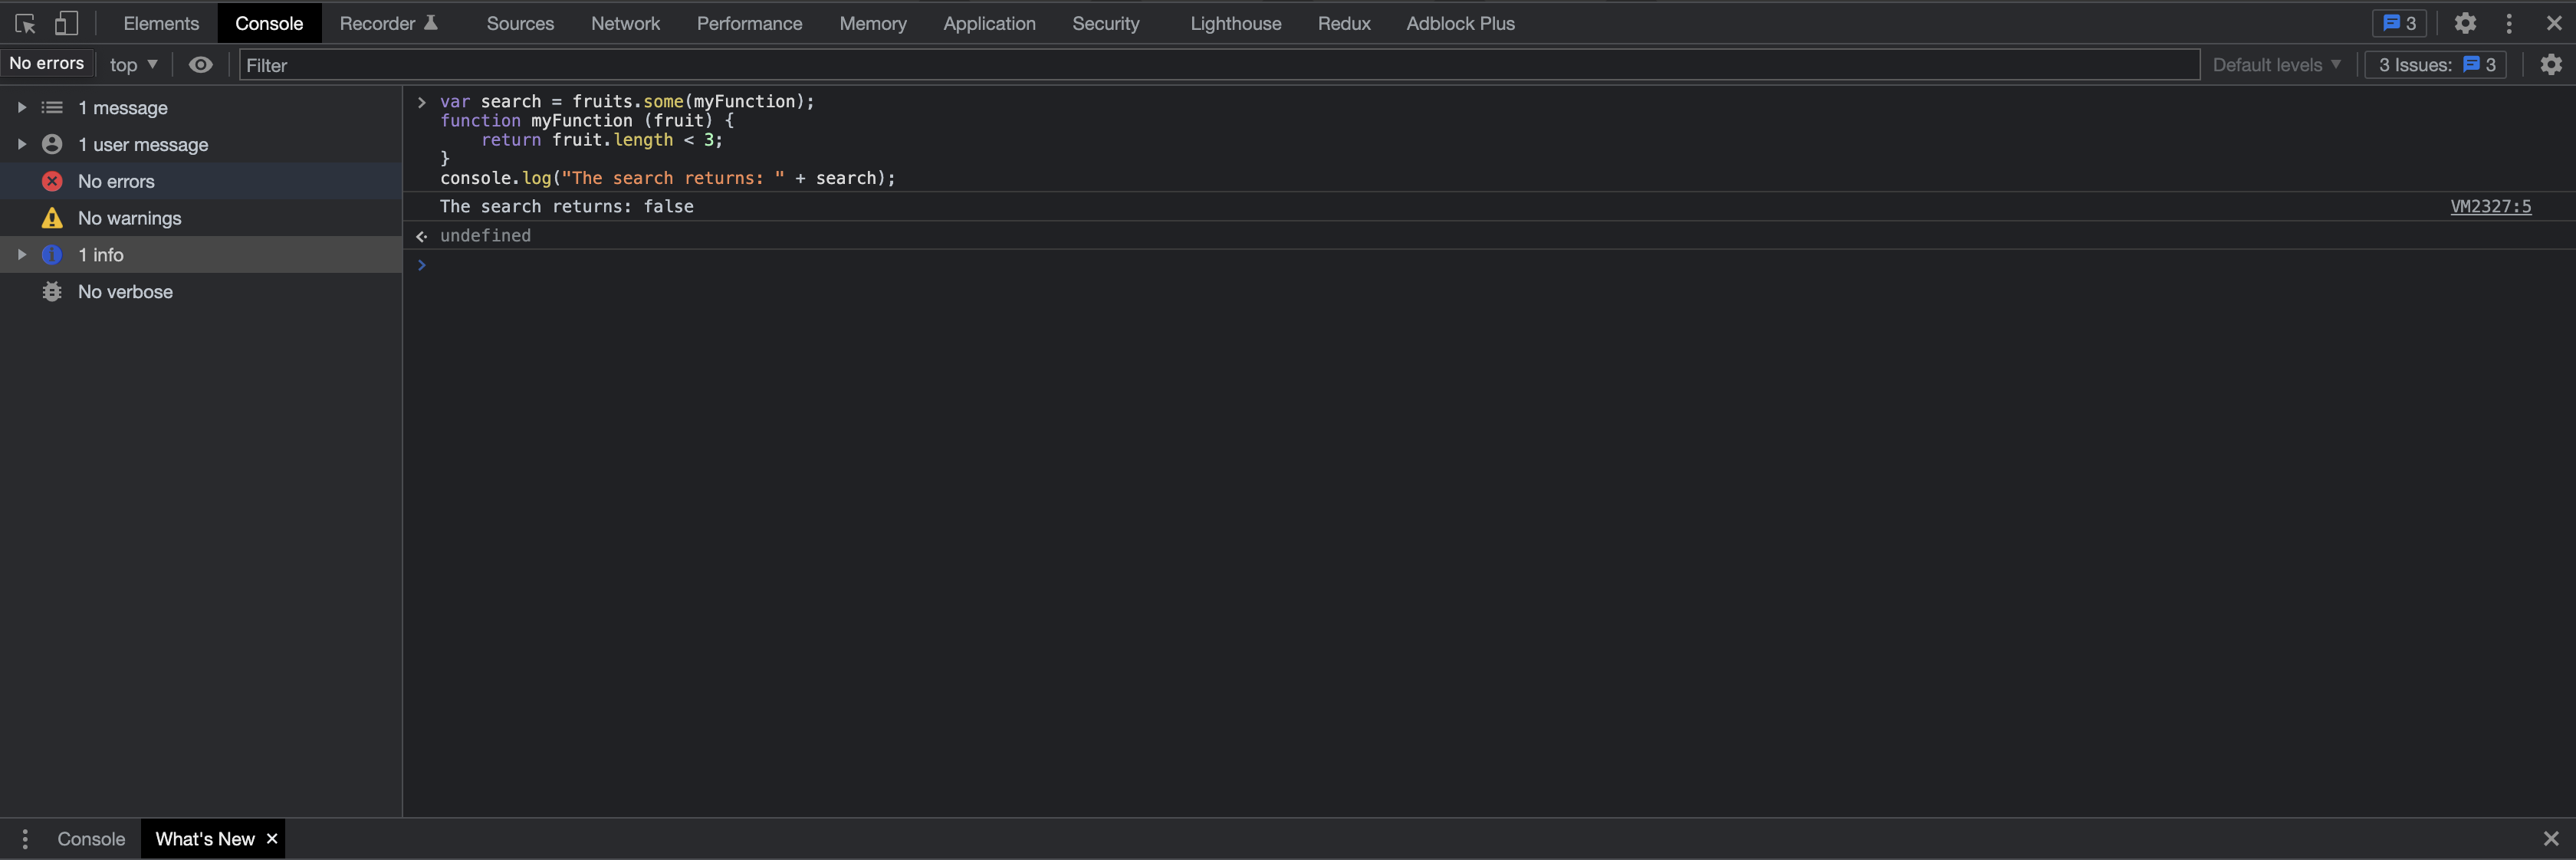 Elements Console Recorder Sources Network Performance Memory Application Security Lighthouse Redux Adblock Plus 3
No errors top Filter Default levels 3 Issues: 3
1 message
1 user message
No errors
No warnings
1 info
No verbose
var search = fruits.some(myFunction);
function myFunction (fruit) {
    return fruit.length < 3;
}
console.log("The search returns: " + search);
The search returns: false VM2327:5
undefined
Console What's New